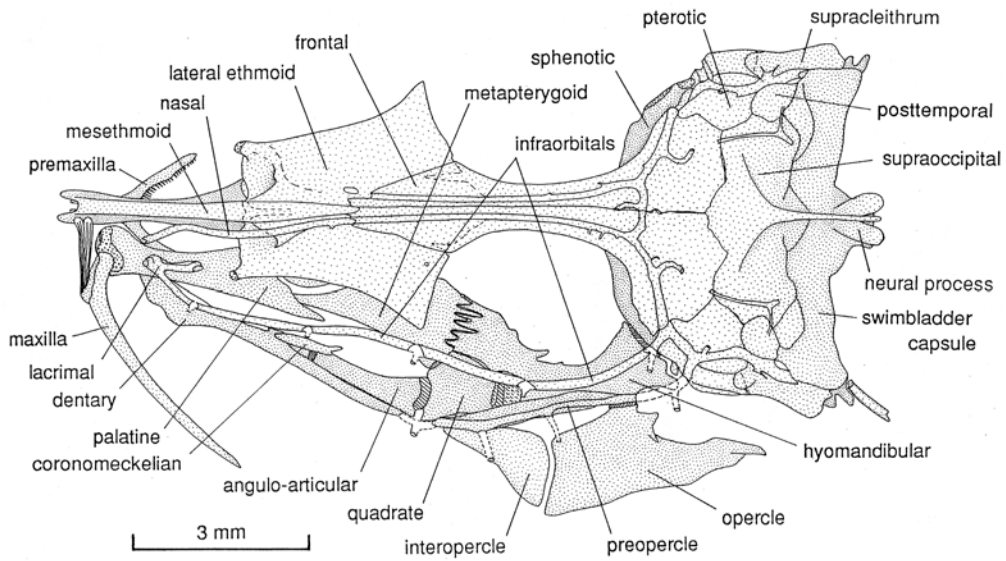 pterotic
supracleithrum
frontal
sphenotic
lateral ethmoid
metapterygoid
nasal
posttemporal
mesethmoid
infraorbitals
premaxilla
supraoccipital
neural process
swimbladder
capsule
maxilla
lacrimal
dentary
palatine
coronomeckelian
hyomandibular
angulo-articular
quadrate
opercle
3 mm
interopercle
preopercle